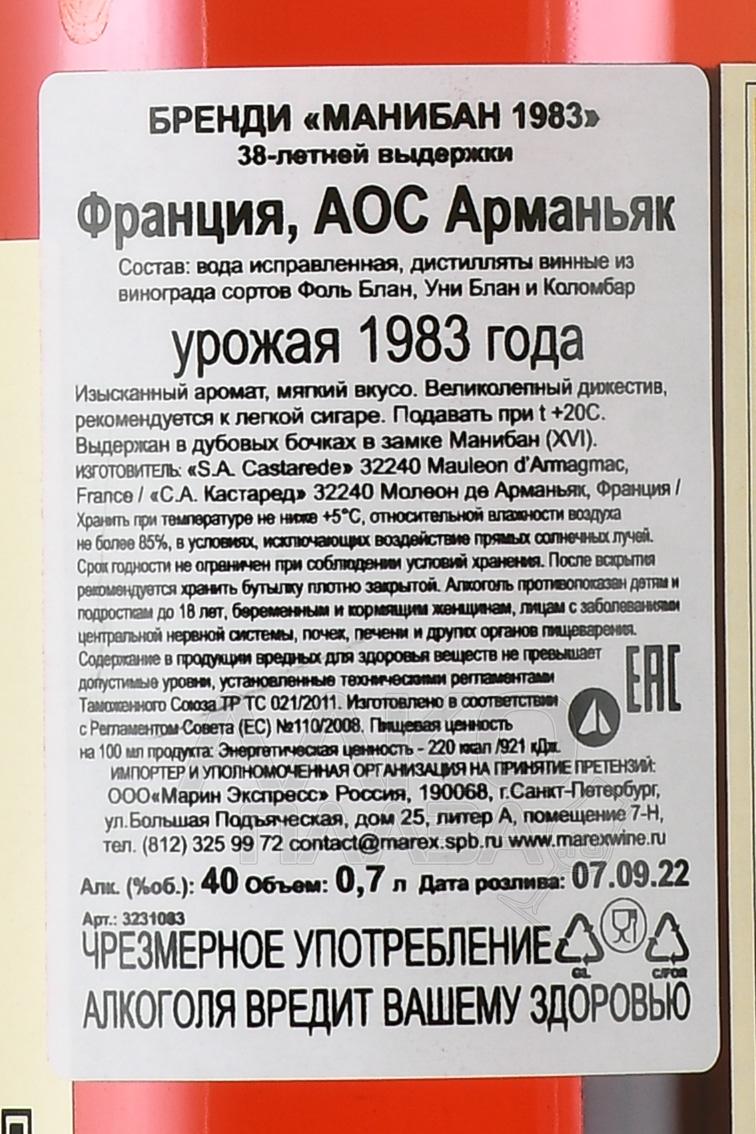 БРЕНДИ «МАНИБАН 1983»
38-летней выдержки
Франция, АОС Арманьяк
Состав: вода исправленная, дистилляты винные из
винограда сортов Фоль Блан, Уни Блан и Коломбар
урожая 1983 года
Изысканный аромат, мягкий вкусо. Великолепный дижестив,
рекомендуется к легкой сигаре. Подавать при t +20C.
Выдержан в дубовых бочках в замке Манибан (XVI).
ИЗГОТОВИТЕЛЬ: «S.A. Castarede» 32240 Mauleon d'Armagmac,
France / «С.А. Кастаред» 32240 Молеон де Арманьяк, Франция /
Хранить при температуре не ниже +5°С, относительной влажности воздуха
не более 85%, в условиях, исключающих воздействие прямых солнечных лучей.
Срок годности не ограничен при соблюдении условий хранения. После вскрытия
рекомендуется хранить бутылку плотно закрытой. Алкоголь противопоказан детям и
подросткам до 18 лет, беременным и кормящим женщинам, лицам с заболеваниями
центральной нервной системы, почек, печени и других органов пищеварения.
Содержание в продукции вредных для здоровья веществ не превышает
допустимые уровни, установленные техническими регламентами
Таможенного Союза ТР ТС 021/2011. Изготовлено в соответствии
с Регламентом Совета (ЕС) №110/2008. Пищевая ценность
на 100 мл продукта: Энергетическая ценность - 220 ккал /921 кДж.
EAC
ИМПОРТЕР И УПОЛНОМОЧЕННАЯ ОРГАНИЗАЦИЯ НА ПРИНЯТИЕ ПРЕТЕНЗИЙ:
ООО«Марин Экспресс» Россия, 190068, г.Санкт-Петербург,
ул.Большая Подъяческая, дом 25, литер А, помещение 7-Н,
тел. (812) 325 99 72 contact@marex.spb.ru www.marexwine.ru
Алк. (%об.): 40 Объем: 0,7 л Дата розлива: 07.09.22
Арт.: 3231083
ЧРЕЗМЕРНОЕ УПОТРЕБЛЕНИЕ
GL C/FOR
АЛКОГОЛЯ ВРЕДИТ ВАШЕМУ ЗДОРОВЬЮ